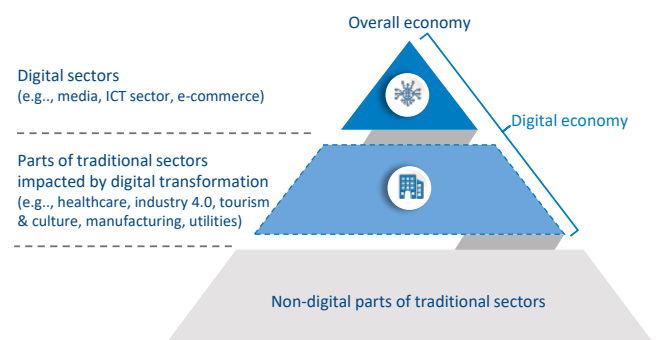 Overall economy
Digital sectors
(e.g.., media, ICT sector, e-commerce)
Digital economy
Parts of traditional sectors
impacted by digital transformation
(e.g.., healthcare, industry 4.0, tourism
& culture, manufacturing, utilities)
Non-digital parts of traditional sectors